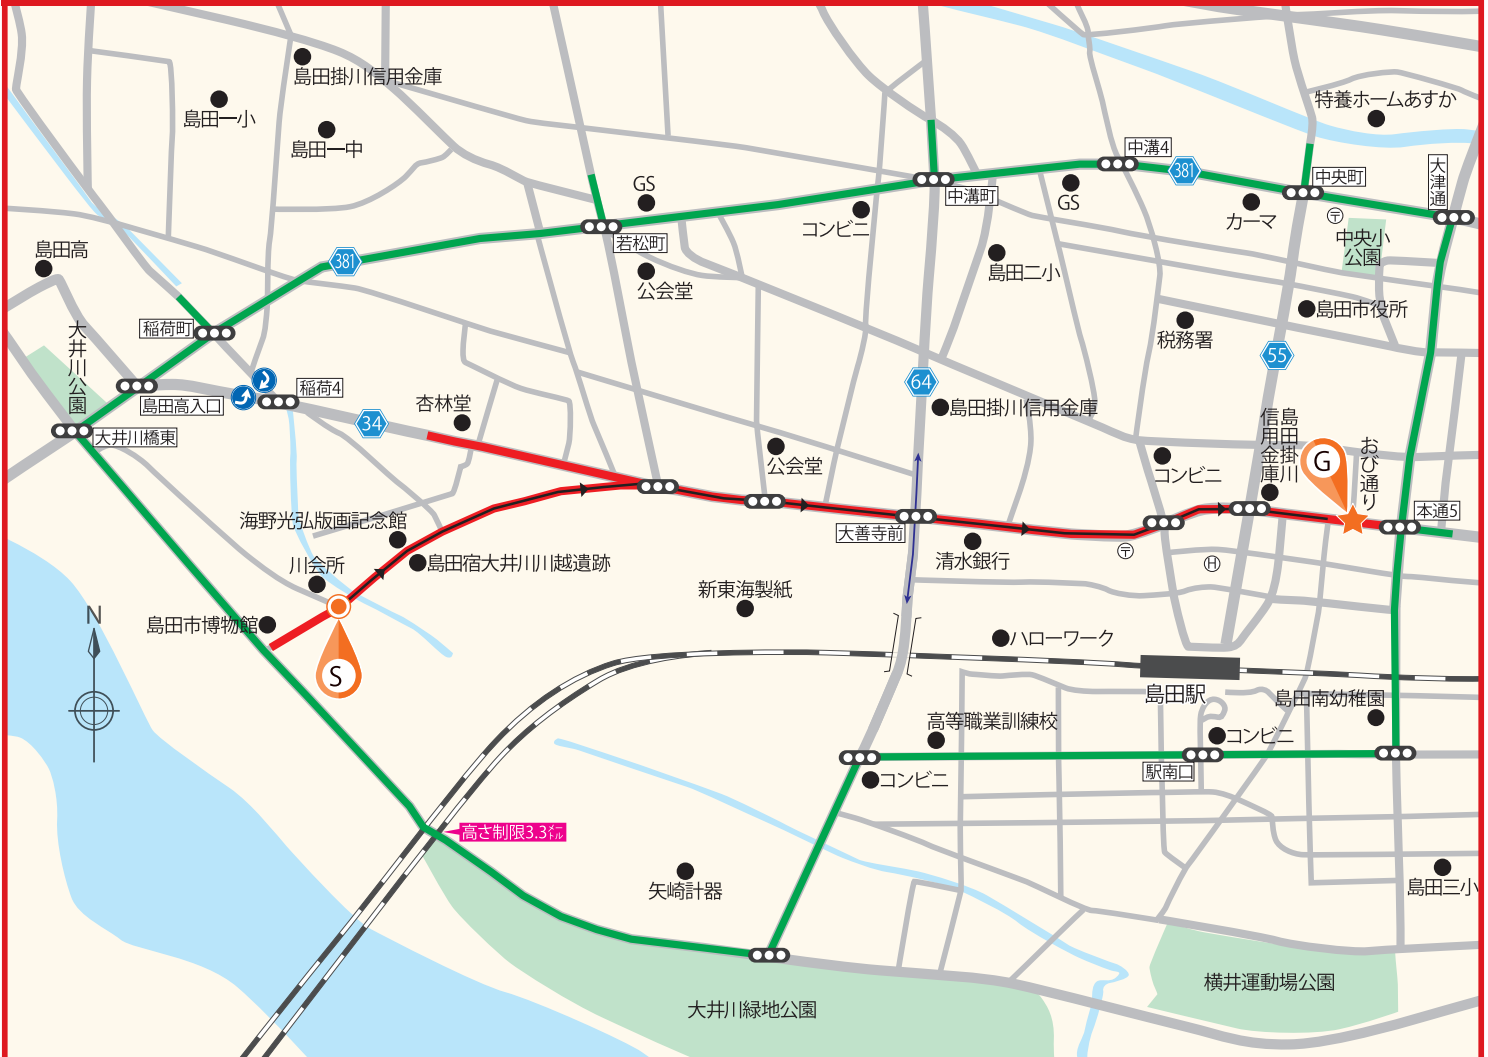 島田掛川信用金庫
島田一小
島田一中
特養ホームあすか
中溝4
381
大津通
中央町
GS
中溝町
GS
カーマ
〒
コンビニ
若松町
島田高
381
中央小
公園
島田二小
公会堂
島田市役所
稲荷町
大井川公園
税務署
55
64
稲荷4
島田高入口
杏林堂
34
島田掛川信用金庫
大井川橋東
島田掛川
信用金庫
おび通り
G
公会堂
コンビニ
本通5
海野光弘版画記念館
大善寺前
清水銀行
〒
H
川会所
島田宿大井川川越遺跡
新東海製紙
島田市博物館
N
S
ハローワーク
島田駅
島田南幼稚園
高等職業訓練校
コンビニ
駅南口
コンビニ
高さ制限3.3メートル
矢崎計器
島田三小
横井運動場公園
大井川緑地公園